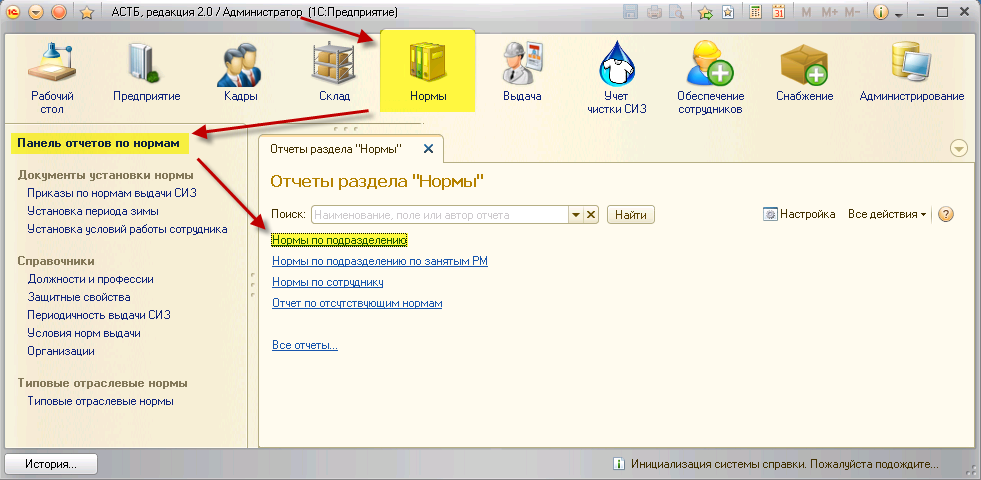 АСТБ, редакция 2.0 / Администратор (1С:Предприятие)
M M+ M-
Рабочий стол
Предприятие
Кадры
Склад
Нормы
Выдача
Учет чистки СИЗ
Обеспечение сотрудников
Снабжение
Администрирование
Панель отчетов по нормам
Документы установки нормы
Приказы по нормам выдачи СИЗ
Установка периода зимы
Установка условий работы сотрудника
Справочники
Должности и профессии
Защитные свойства
Периодичность выдачи СИЗ
Условия норм выдачи
Организации
Типовые отраслевые нормы
Типовые отраслевые нормы
Отчеты раздела "Нормы"
Отчеты раздела "Нормы"
Поиск: Наименование, поле или автор отчета Найти Настройка Все действия
Нормы по подразделению
Нормы по подразделению по занятым РМ
Нормы по сотруднику
Отчет по отсутствующим нормам
Все отчеты...
История...
Инициализация системы справки. Пожалуйста подождите...